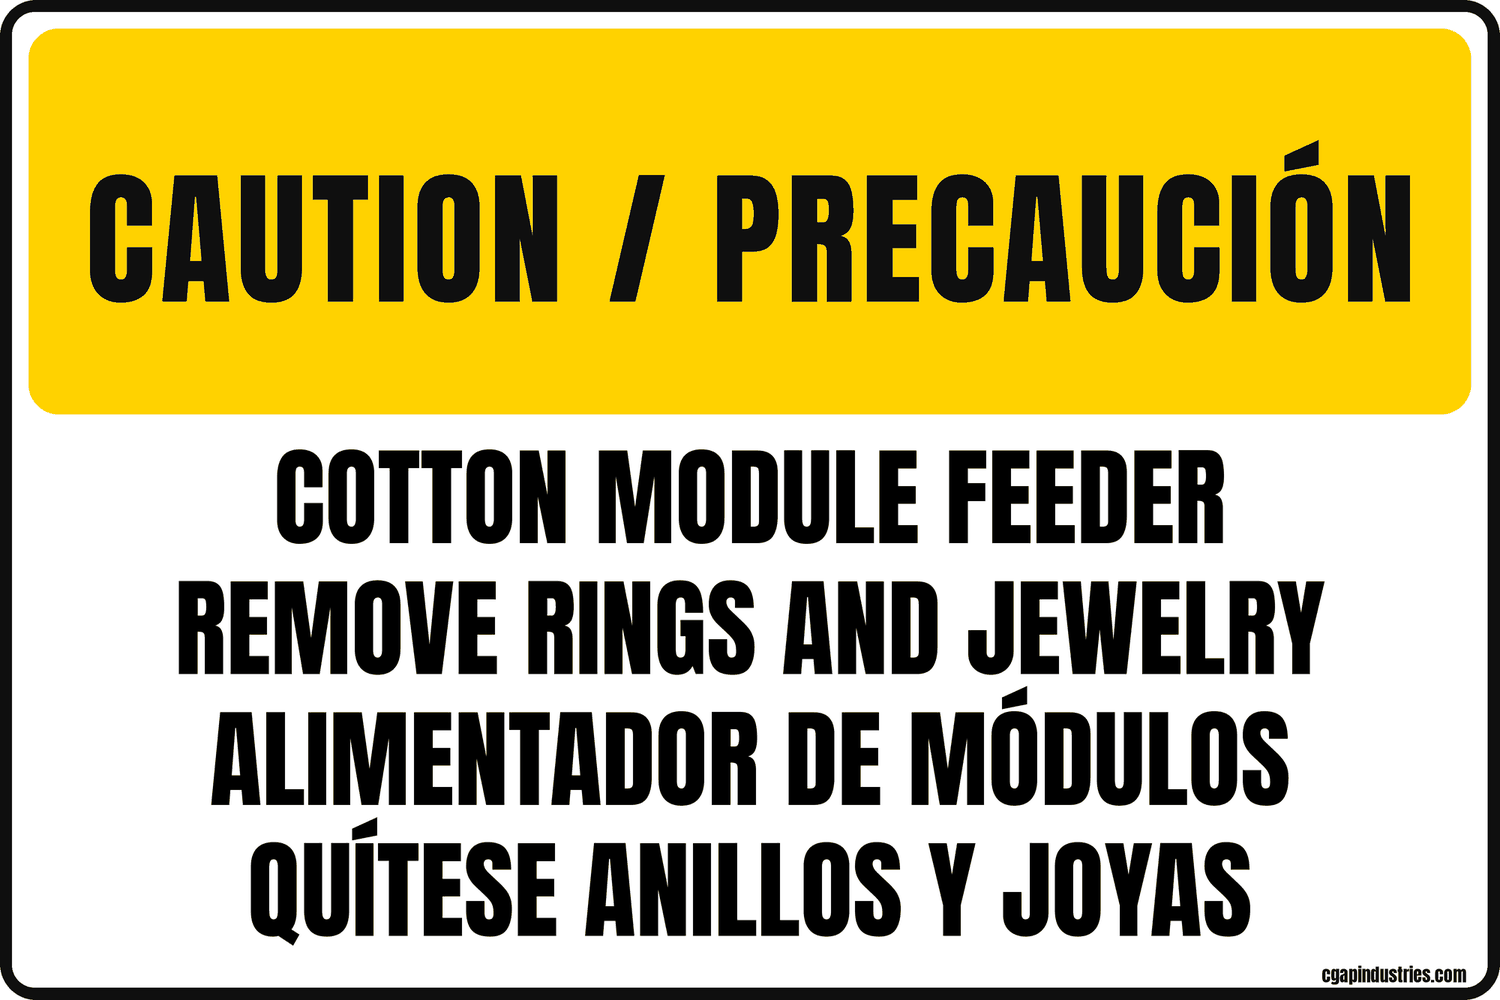 CAUTION / PRECAUCIÓN
COTTON MODULE FEEDER
REMOVE RINGS AND JEWELRY
ALIMENTADOR DE MÓDULOS
QUÍTESE ANILLOS Y JOYAS
cgapindustries.com